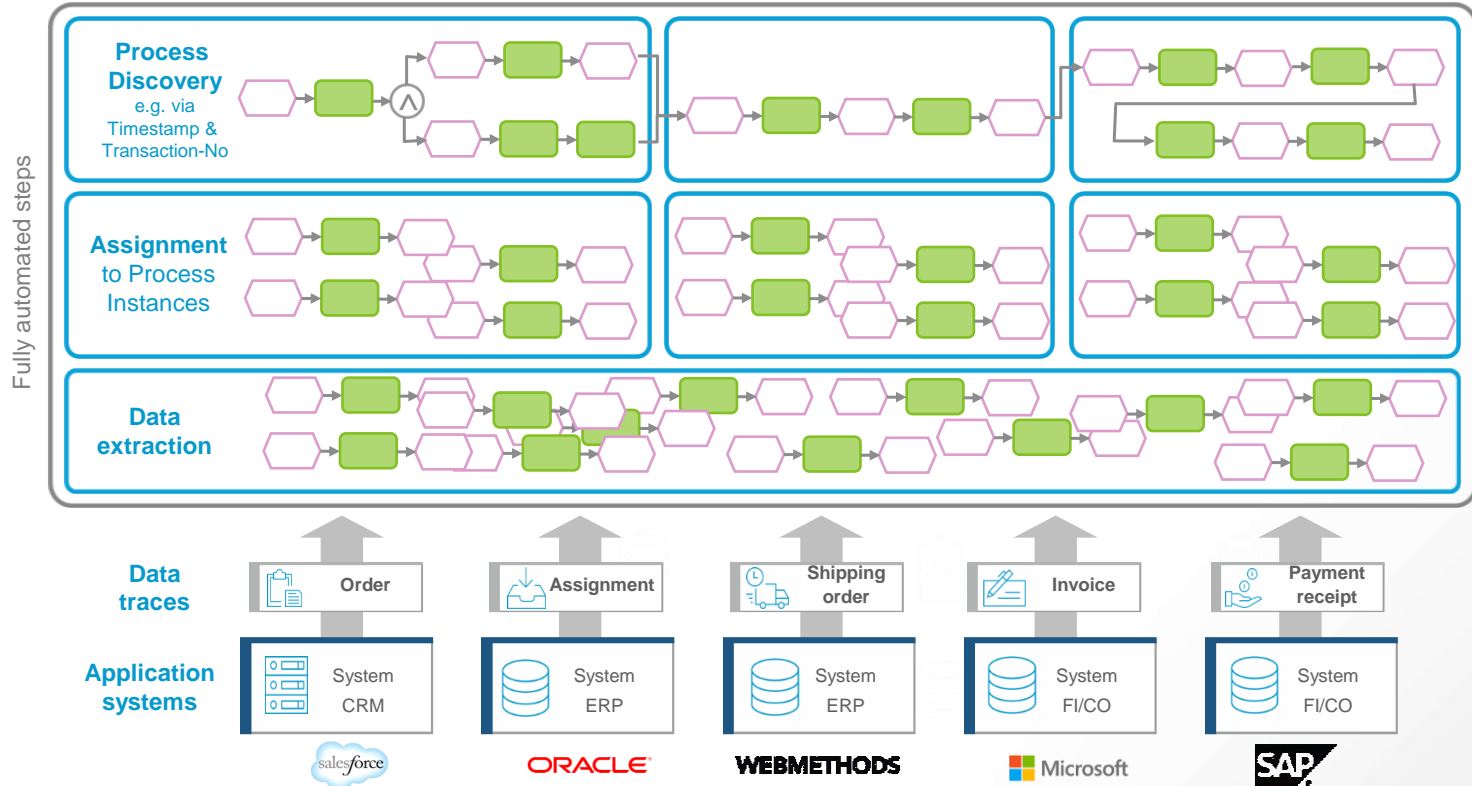 Fully automated steps
Process
Discovery
e.g. via
Timestamp &
Transaction-No
Assignment
to Process
Instances
Data
extraction
Data
traces
Order
Assignment
Shipping
order
Invoice
Payment
receipt
Application
systems
System
CRM
System
ERP
System
ERP
System
FI/CO
System
FI/CO
salesforce
ORACLE
WEBMETHODS
Microsoft
SAP